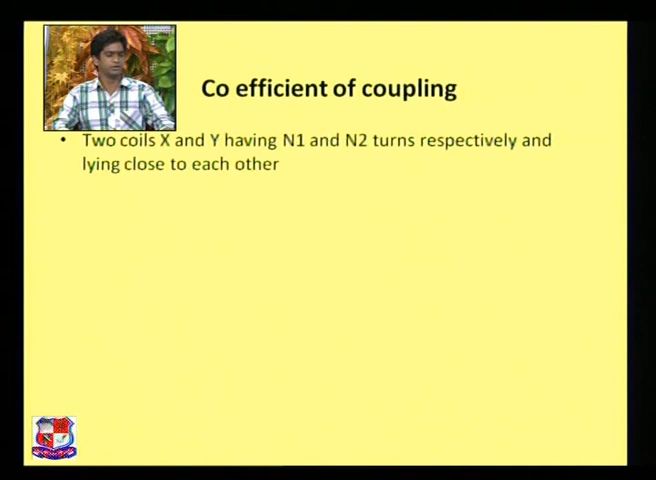 Co efficient of coupling
• Two coils X and Y having N1 and N2 turns respectively and
lying close to each other